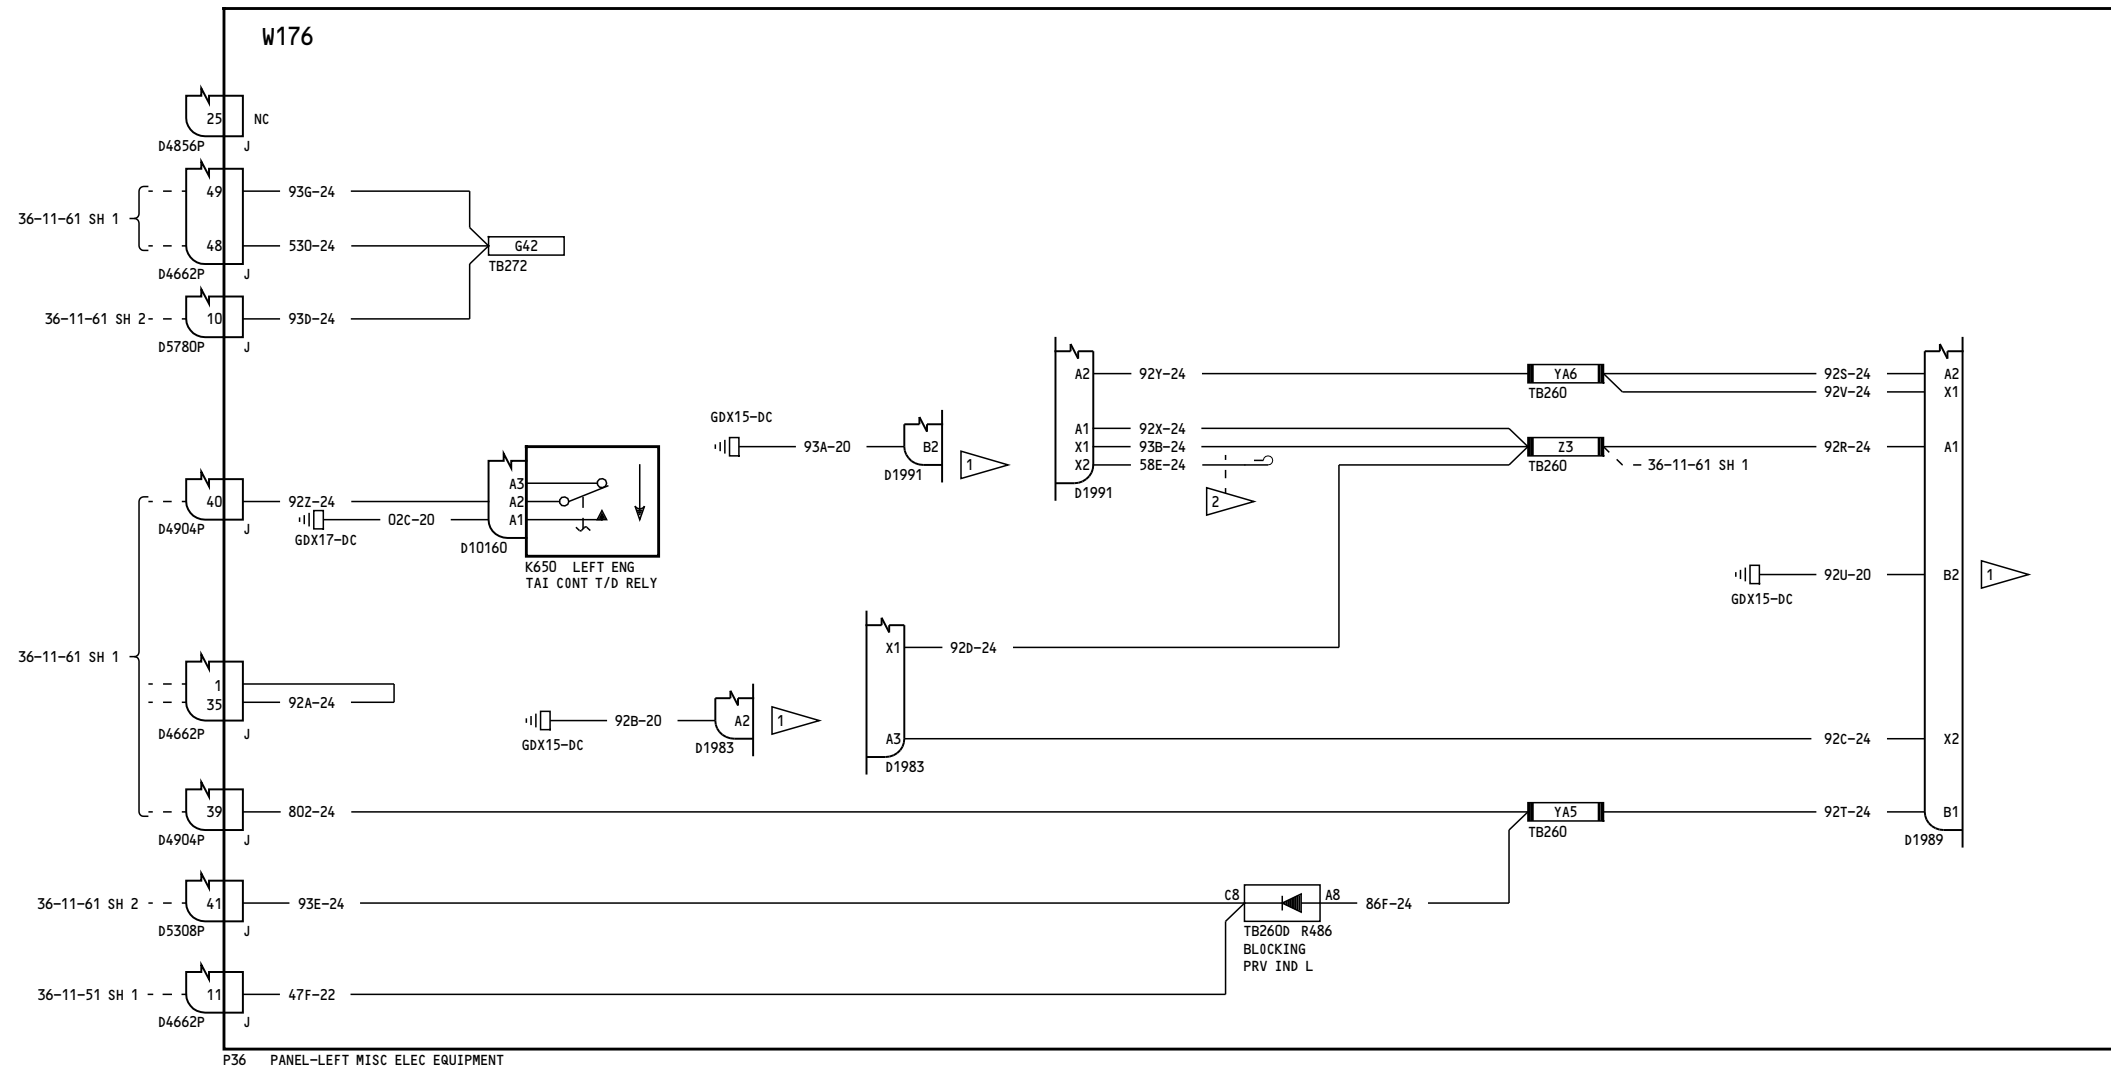 W176
25 NC
D4856P J
49 93G-24
36-11-61 SH 1
48 530-24 G42
D4662P J TB272
36-11-61 SH 2 10 93D-24
D5780P J
A2 92Y-24 YA6 92S-24 A2
TB260 92V-24 X1
GDX15-DC
A1 92X-24
93A-20 B2 X1 93B-24 Z3 92R-24 A1
1 X2 58E-24 TB260 36-11-61 SH 1
D1991
D1991
2
A3
40 92Z-24 A2
02C-20 A1
D4904P J
GDX17-DC
D10160
K650 LEFT ENG
TAI CONT T/D RELY
92U-20 B2 1
GDX15-DC
X1 92D-24
36-11-61 SH 1
1
35 92A-24
92B-20 A2 1
D4662P J
GDX15-DC D1983
A3 92C-24 X2
D1983
39 802-24 YA5 92T-24 B1
TB260
D4904P J D1989
C8 A8
36-11-61 SH 2 41 93E-24 86F-24
D5308P J
TB260D R486
BLOCKING
PRV IND L
36-11-51 SH 1 11 47F-22
D4662P J
P36 PANEL-LEFT MISC ELEC EQUIPMENT